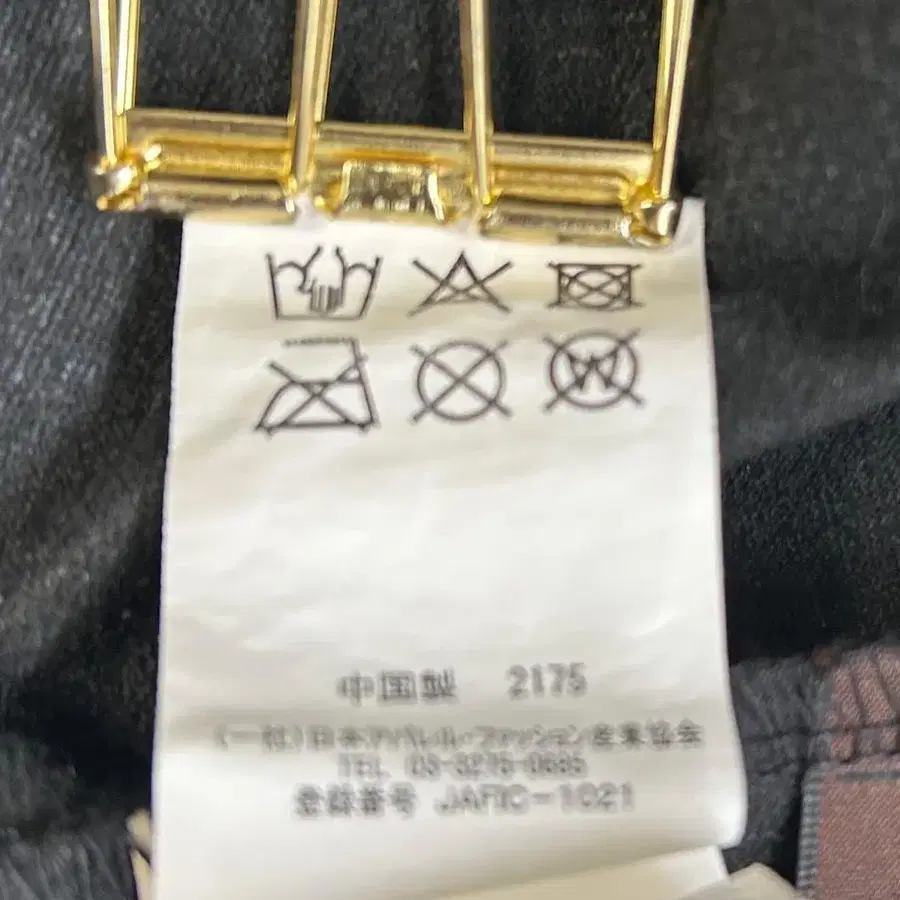 中国製 2175
(一社)日本アパレル・ファッション産業協会
TEL 03-3275-0685
登録番号 JAFIC-1021